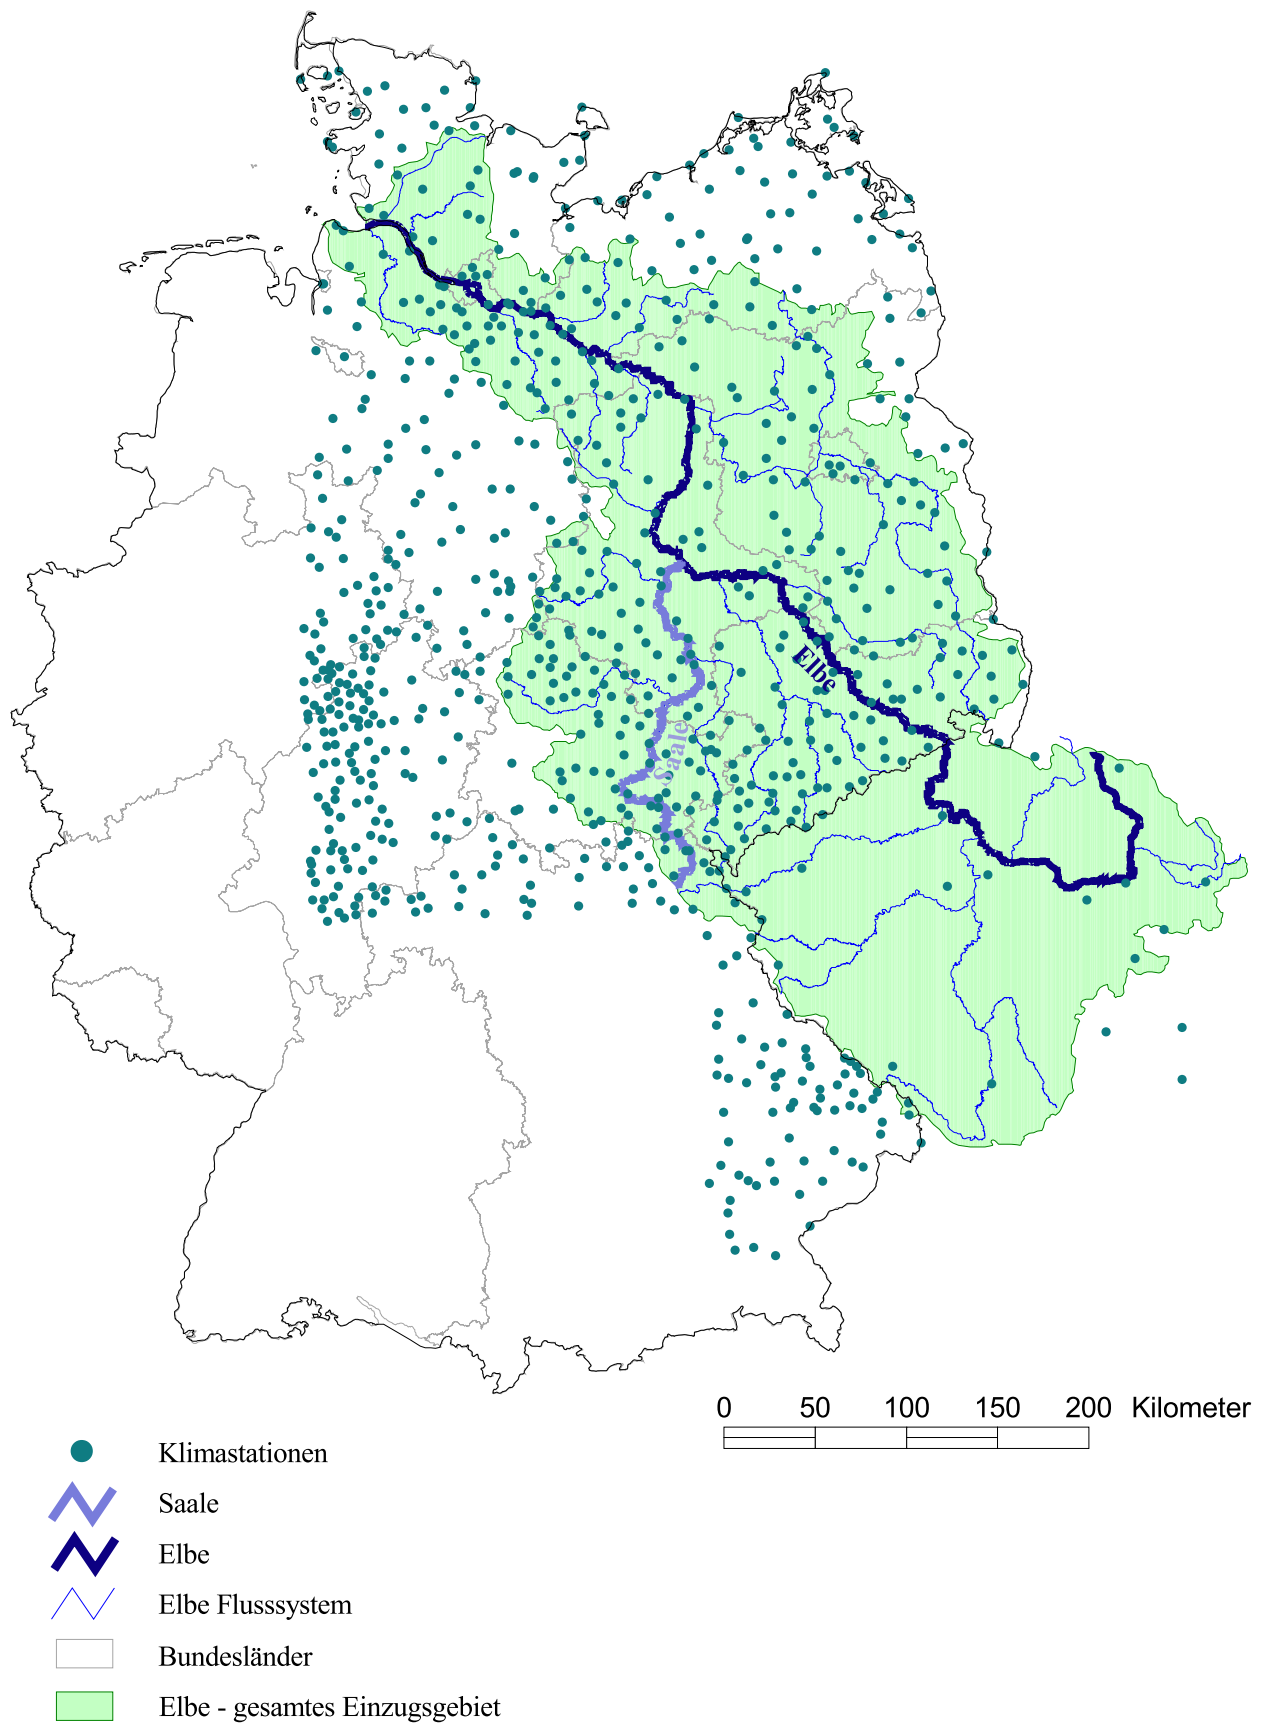 Elbe
Saale
0 50 100 150 200 Kilometer
Klimastationen
Saale
Elbe
Elbe Flusssystem
Bundesländer
Elbe - gesamtes Einzugsgebiet